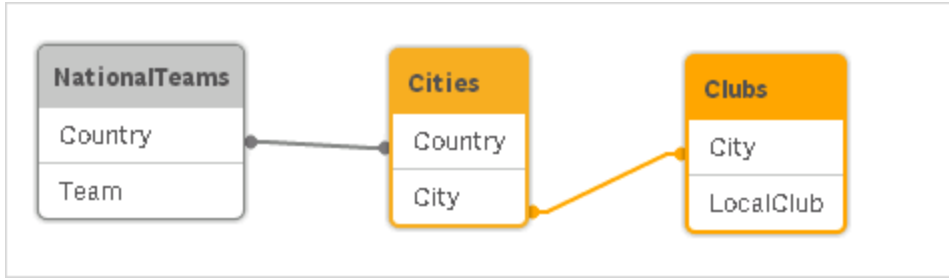 NationalTeams
Country
Team
Cities
Country
City
Clubs
City
LocalClub